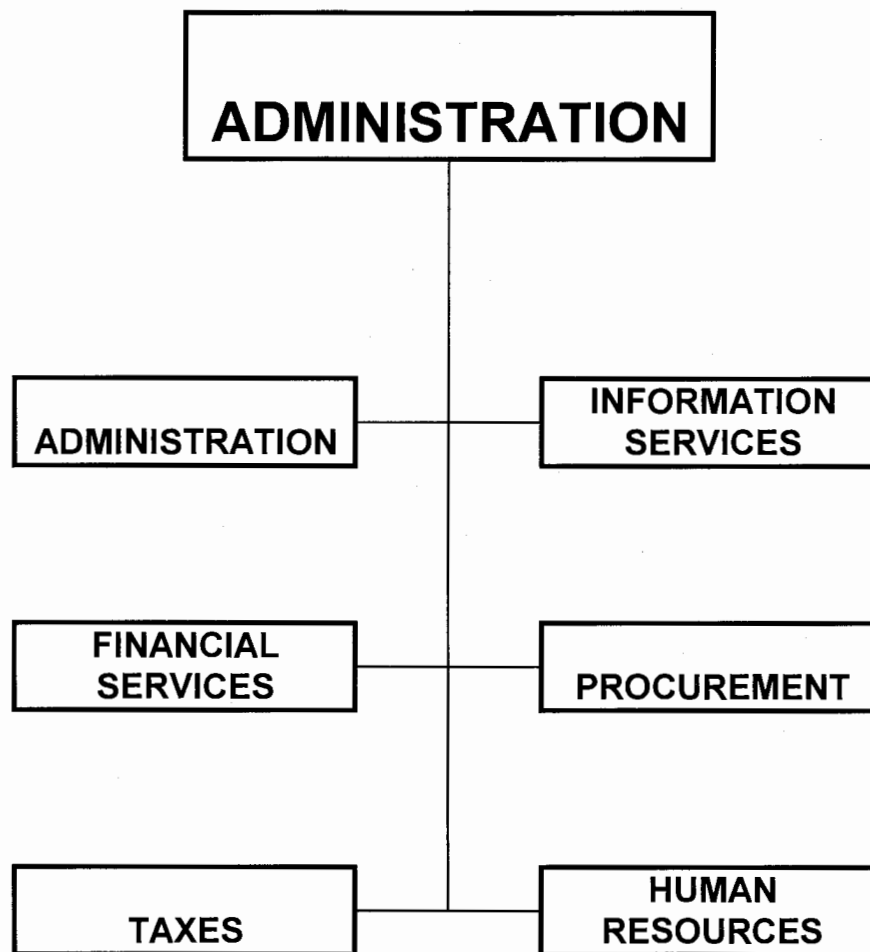 ADMINISTRATION
ADMINISTRATION
INFORMATION
SERVICES
FINANCIAL
SERVICES
PROCUREMENT
TAXES
HUMAN
RESOURCES